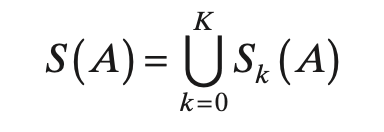 S(A) = ⋃_{k=0}^{K} S_k(A)